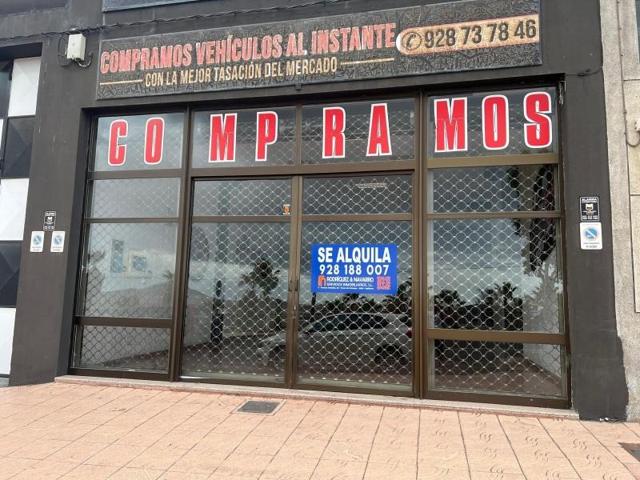 COMPRAMOS VEHÍCULOS AL INSTANTE
CON LA MEJOR TASACIÓN DEL MERCADO
928 73 78 46
COMPRAMOS
SE ALQUILA
928 188 007
RODRÍGUEZ & NAVARRO